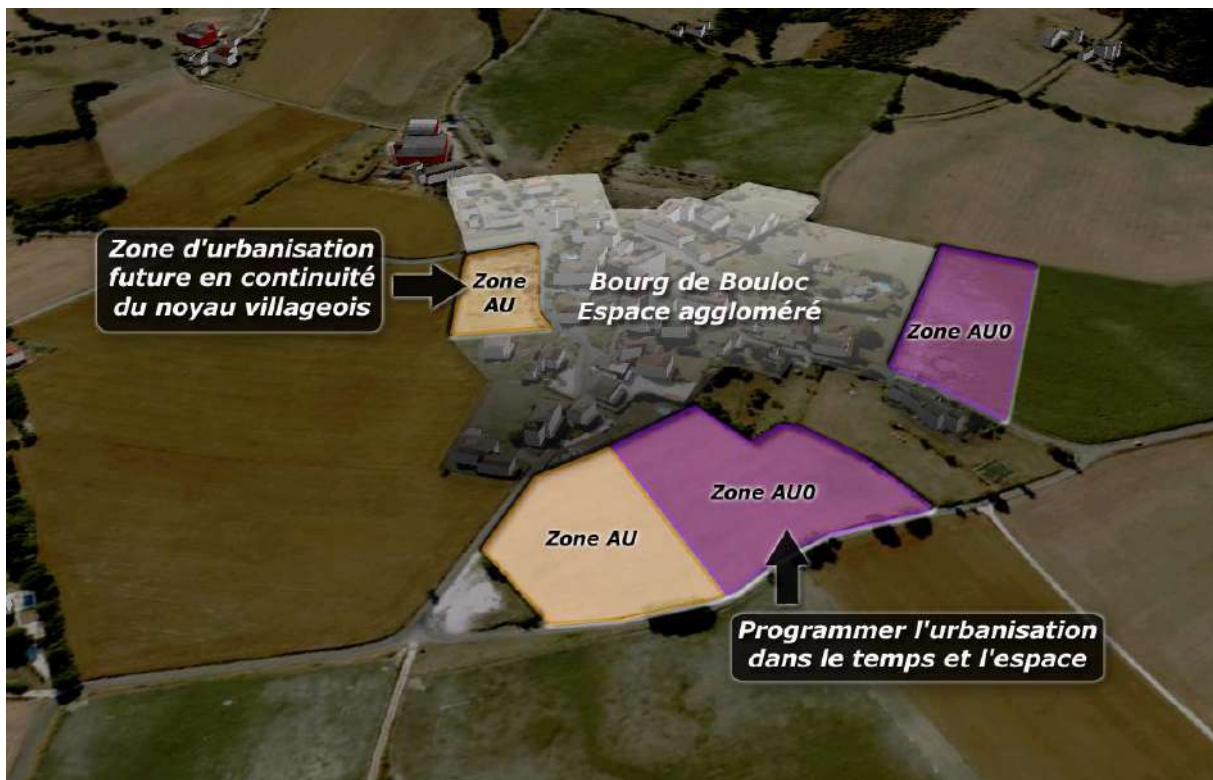 Zone d'urbanisation
future en continuité
du noyau villageois
Zone
AU
Bourg de Bouloc
Espace aggloméré
Zone AU0
Zone AU0
Zone AU
Programmer l'urbanisation
dans le temps et l'espace